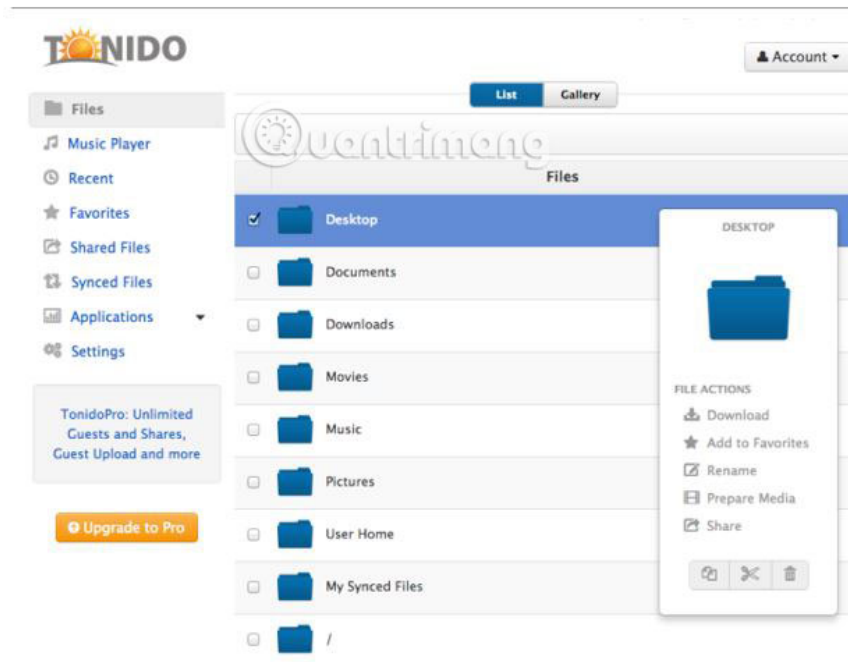 TONIDO
Account
Files
Music Player
Recent
Favorites
Shared Files
Synced Files
Applications
Settings
TonidoPro: Unlimited
Guests and Shares,
Guest Upload and more
Upgrade to Pro
List
Gallery
Quantrimang
Files
Desktop
Documents
Downloads
Movies
Music
Pictures
User Home
My Synced Files
/
DESKTOP
FILE ACTIONS
Download
Add to Favorites
Rename
Prepare Media
Share